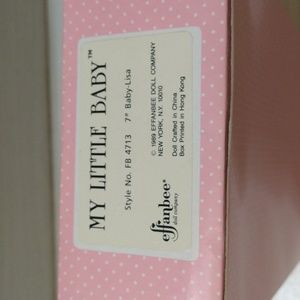 MY LITTLE BABY™
Style No. FB 4713 7" Baby-Lisa
© 1989 EFFANBEE DOLL COMPANY
NEW YORK, N.Y. 10010
Doll Crafted in China
Box Printed in Hong Kong
effanbee®
doll company